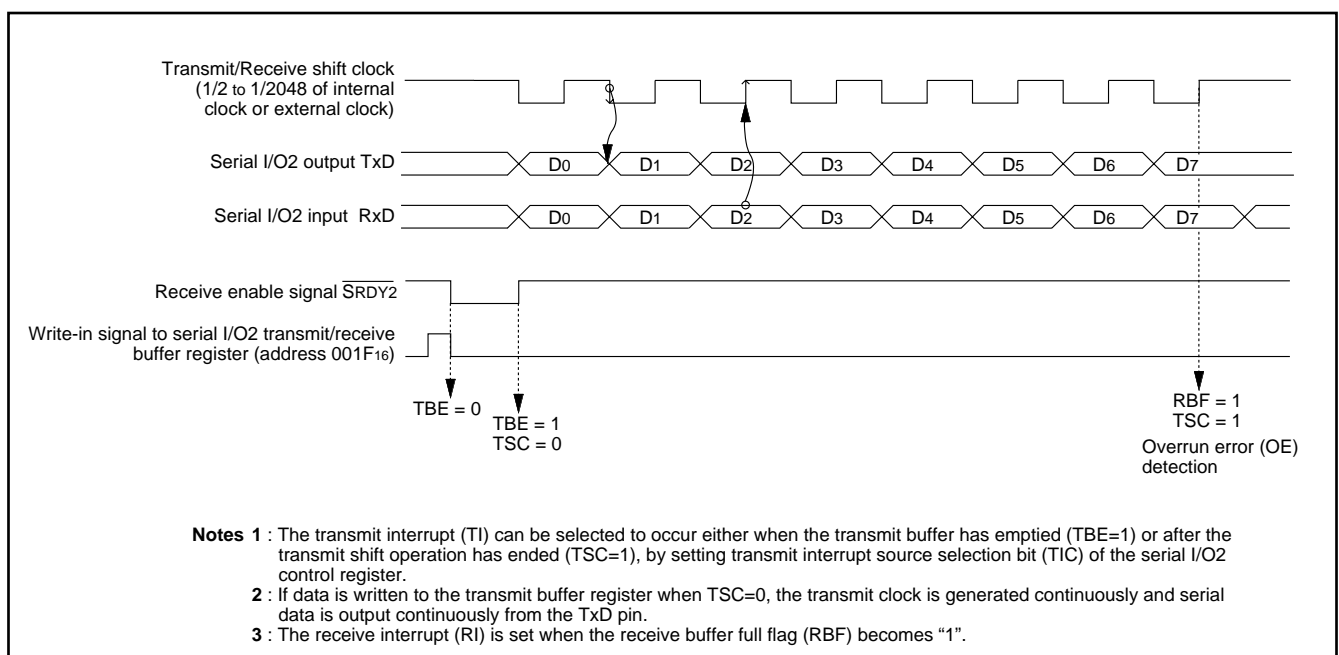 Transmit/Receive shift clock
(1/2 to 1/2048 of internal
clock or external clock)
Serial I/O2 output TxD
D0 D1 D2 D3 D4 D5 D6 D7
Serial I/O2 input RxD
D0 D1 D2 D3 D4 D5 D6 D7
Receive enable signal S̅R̅D̅Y̅2̅
Write-in signal to serial I/O2 transmit/receive
buffer register (address 001F16)
TBE = 0
TBE = 1
TSC = 0
RBF = 1
TSC = 1
Overrun error (OE)
detection
Notes 1 : The transmit interrupt (TI) can be selected to occur either when the transmit buffer has emptied (TBE=1) or after the
transmit shift operation has ended (TSC=1), by setting transmit interrupt source selection bit (TIC) of the serial I/O2
control register.
2 : If data is written to the transmit buffer register when TSC=0, the transmit clock is generated continuously and serial
data is output continuously from the TxD pin.
3 : The receive interrupt (RI) is set when the receive buffer full flag (RBF) becomes “1”.